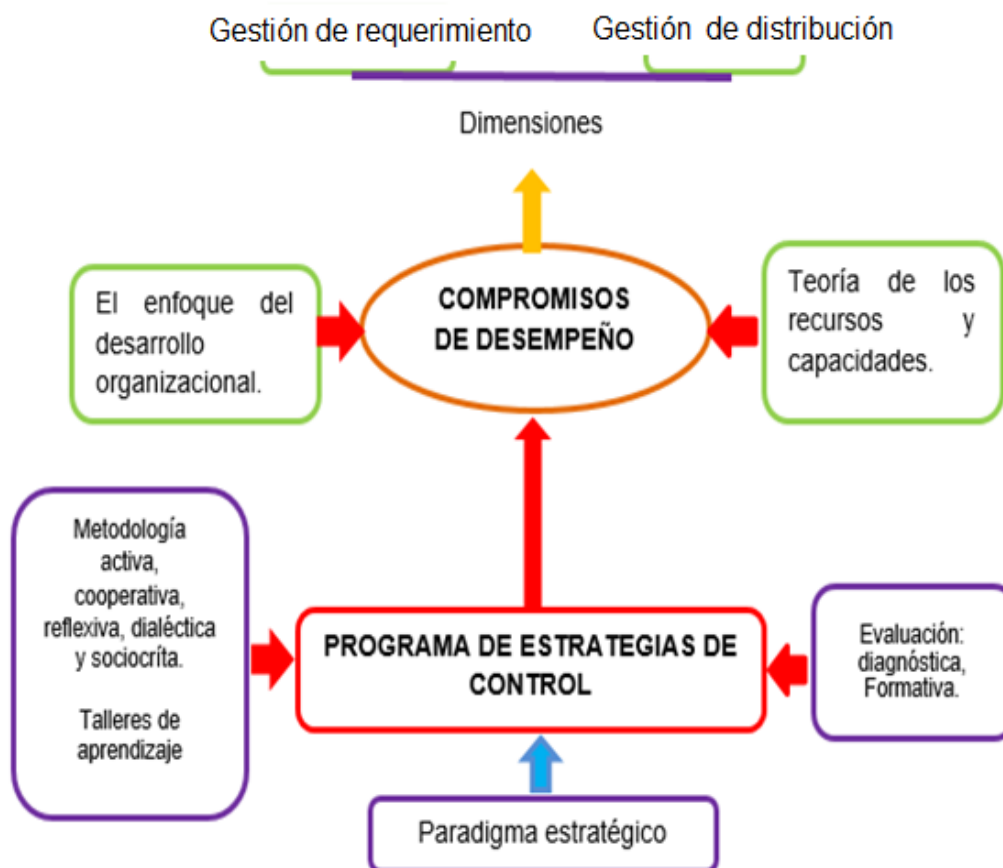 Gestión de requerimiento
Gestión de distribución
Dimensiones
El enfoque del
desarrollo
organizacional.
COMPROMISOS
DE DESEMPEÑO
Teoría de los
recursos y
capacidades.
Metodología
activa,
cooperativa,
reflexiva, dialéctica
y sociocríta.
Talleres de
aprendizaje
PROGRAMA DE ESTRATEGIAS DE
CONTROL
Evaluación:
diagnóstica,
Formativa.
Paradigma estratégico